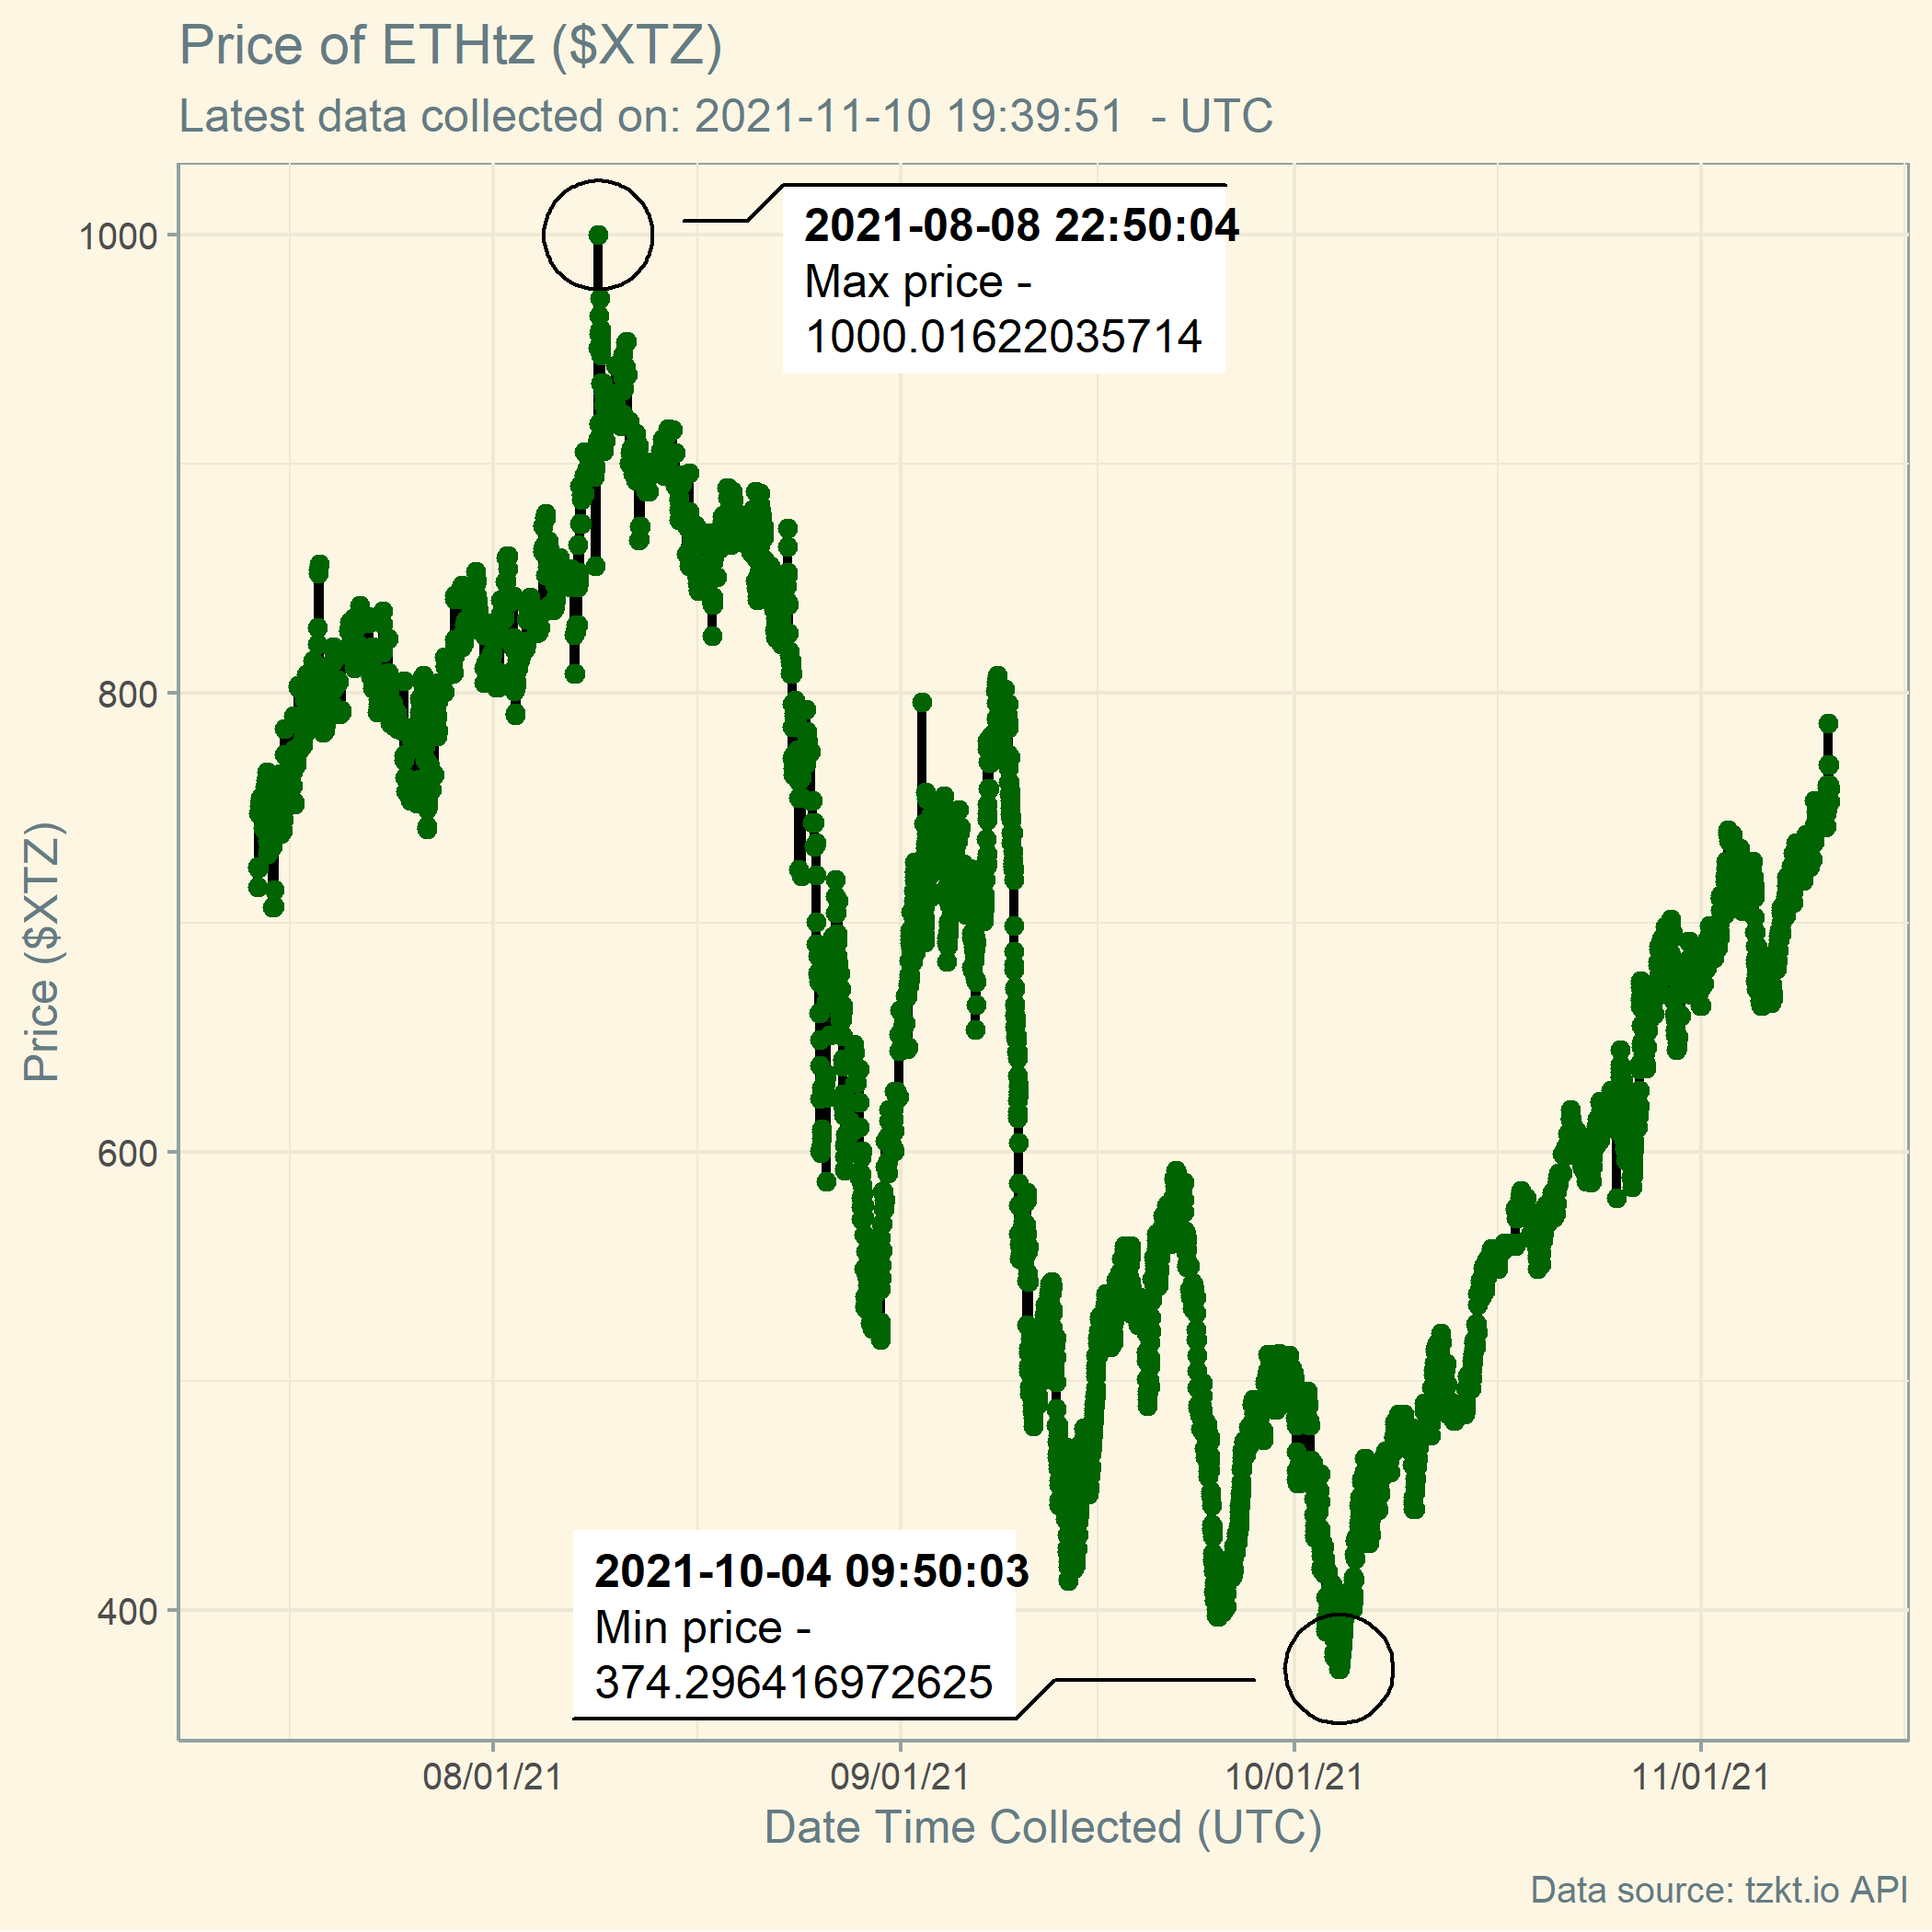 Price of ETHtz ($XTZ)
Latest data collected on: 2021-11-10 19:39:51  - UTC
1000
2021-08-08 22:50:04
Max price -
1000.01622035714
800
Price ($XTZ)
600
2021-10-04 09:50:03
Min price -
374.296416972625
400
08/01/21
09/01/21
10/01/21
11/01/21
Date Time Collected (UTC)
Data source: tzkt.io API